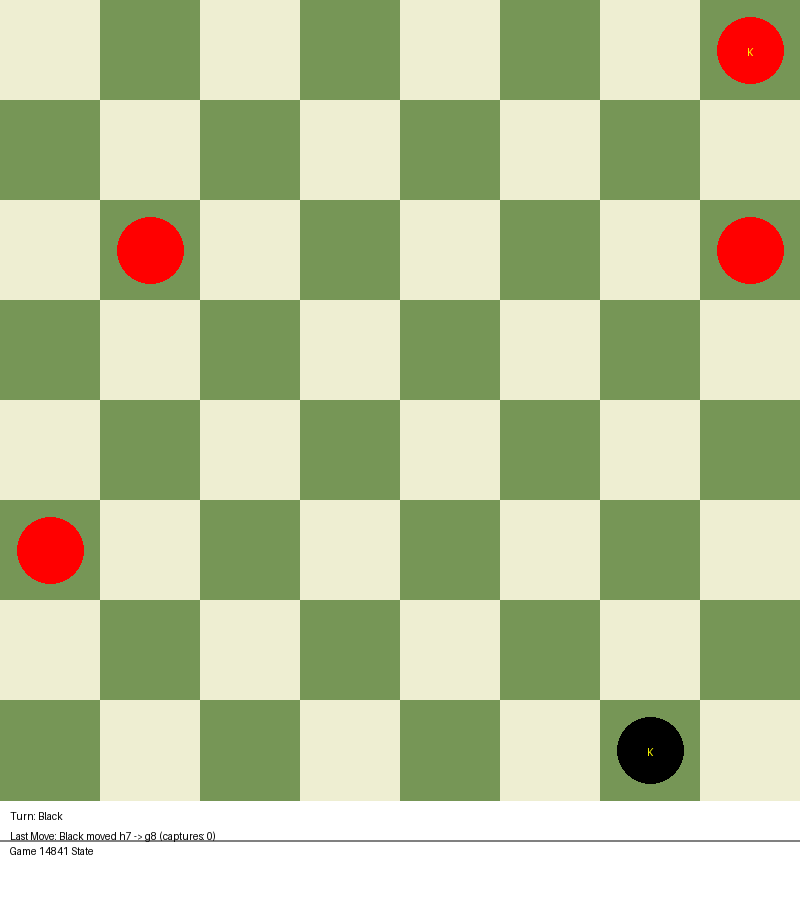 K
K
Turn: Black
Last Move: Black moved h7 -> g8 (captures: 0)
Game 14841 State